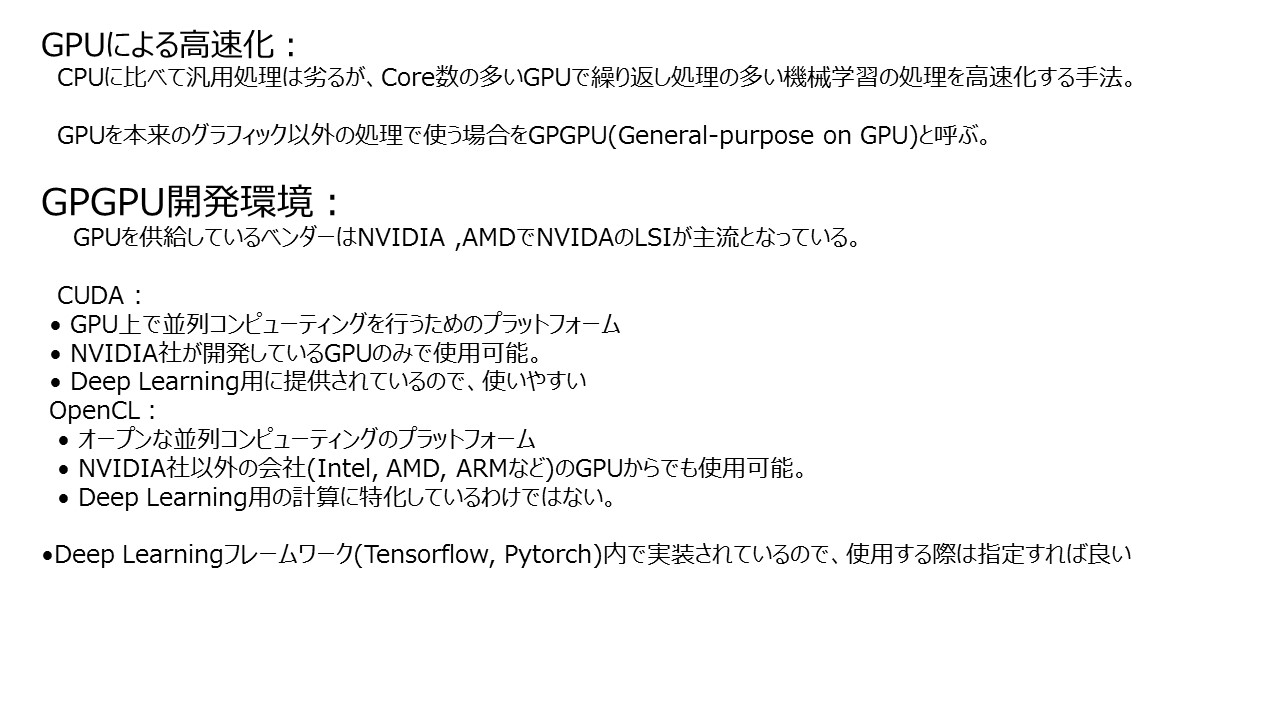 GPUによる高速化：
CPUに比べて汎用処理は劣るが、Core数の多いGPUで繰り返し処理の多い機械学習の処理を高速化する手法。
GPUを本来のグラフィック以外の処理で使う場合をGPGPU(General-purpose on GPU)と呼ぶ。
GPGPU開発環境：
GPUを供給しているベンダーはNVIDIA ,AMDでNVIDAのLSIが主流となっている。
CUDA：
• GPU上で並列コンピューティングを行うためのプラットフォーム
• NVIDIA社が開発しているGPUのみで使用可能。
• Deep Learning用に提供されているので、使いやすい
OpenCL：
• オープンな並列コンピューティングのプラットフォーム
• NVIDIA社以外の会社(Intel, AMD, ARMなど)のGPUからでも使用可能。
• Deep Learning用の計算に特化しているわけではない。
•Deep Learningフレームワーク(Tensorflow, Pytorch)内で実装されているので、使用する際は指定すれば良い